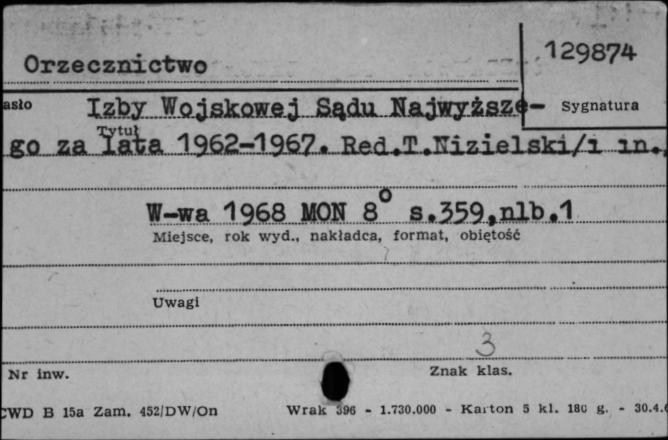 129874
Orzecznictwo
asło Izby Wojskowej Sądu Najwyższe- Sygnatura
Tytuł
go za lata 1962-1967. Red.T.Nizielski/i in.
W-wa 1968 MON 8° s.359,nlb.1
Miejsce, rok wyd., nakładca, format, objętość
Uwagi
3
Nr inw. Znak klas.
CWD B 15a Zam. 452/DW/On Wrak 396 - 1.730.000 - Karton 5 kl. 180 g. - 30.4.